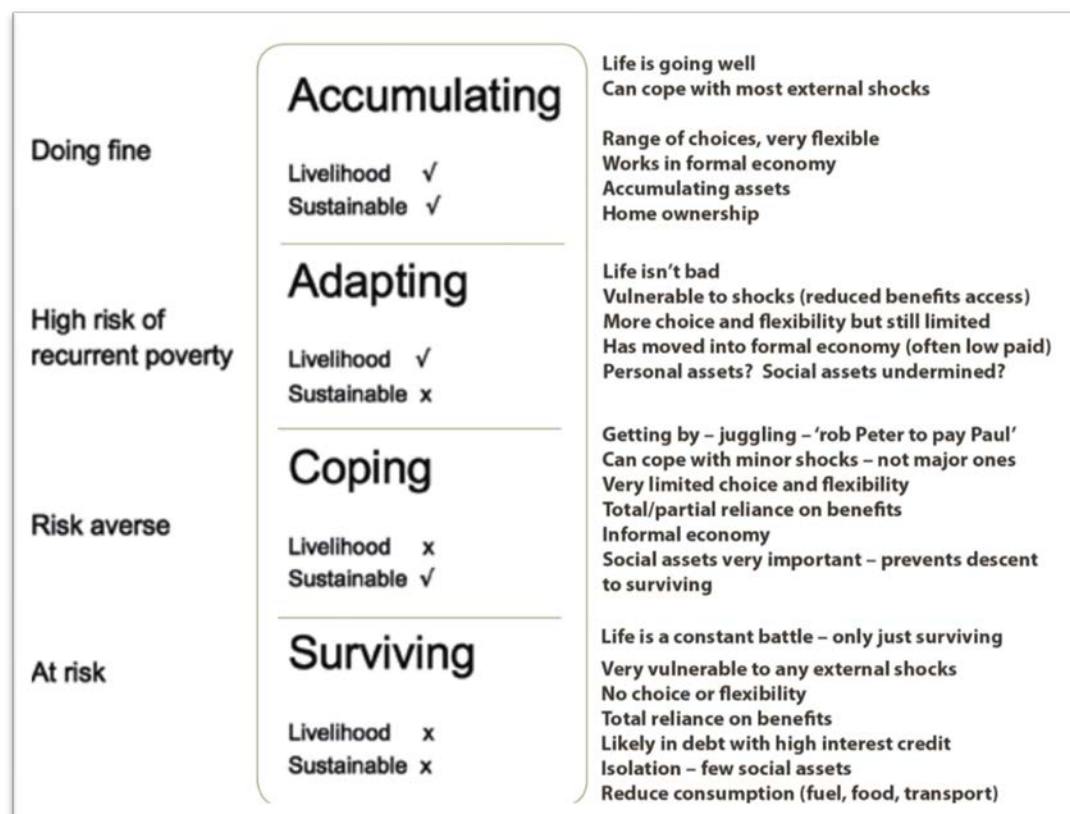 Doing fine
Accumulating
Livelihood √
Sustainable √
Life is going well
Can cope with most external shocks
Range of choices, very flexible
Works in formal economy
Accumulating assets
Home ownership
High risk of
recurrent poverty
Adapting
Livelihood √
Sustainable x
Life isn't bad
Vulnerable to shocks (reduced benefits access)
More choice and flexibility but still limited
Has moved into formal economy (often low paid)
Personal assets? Social assets undermined?
Risk averse
Coping
Livelihood x
Sustainable √
Getting by – juggling – 'rob Peter to pay Paul'
Can cope with minor shocks – not major ones
Very limited choice and flexibility
Total/partial reliance on benefits
Informal economy
Social assets very important – prevents descent
to surviving
At risk
Surviving
Livelihood x
Sustainable x
Life is a constant battle – only just surviving
Very vulnerable to any external shocks
No choice or flexibility
Total reliance on benefits
Likely in debt with high interest credit
Isolation – few social assets
Reduce consumption (fuel, food, transport)